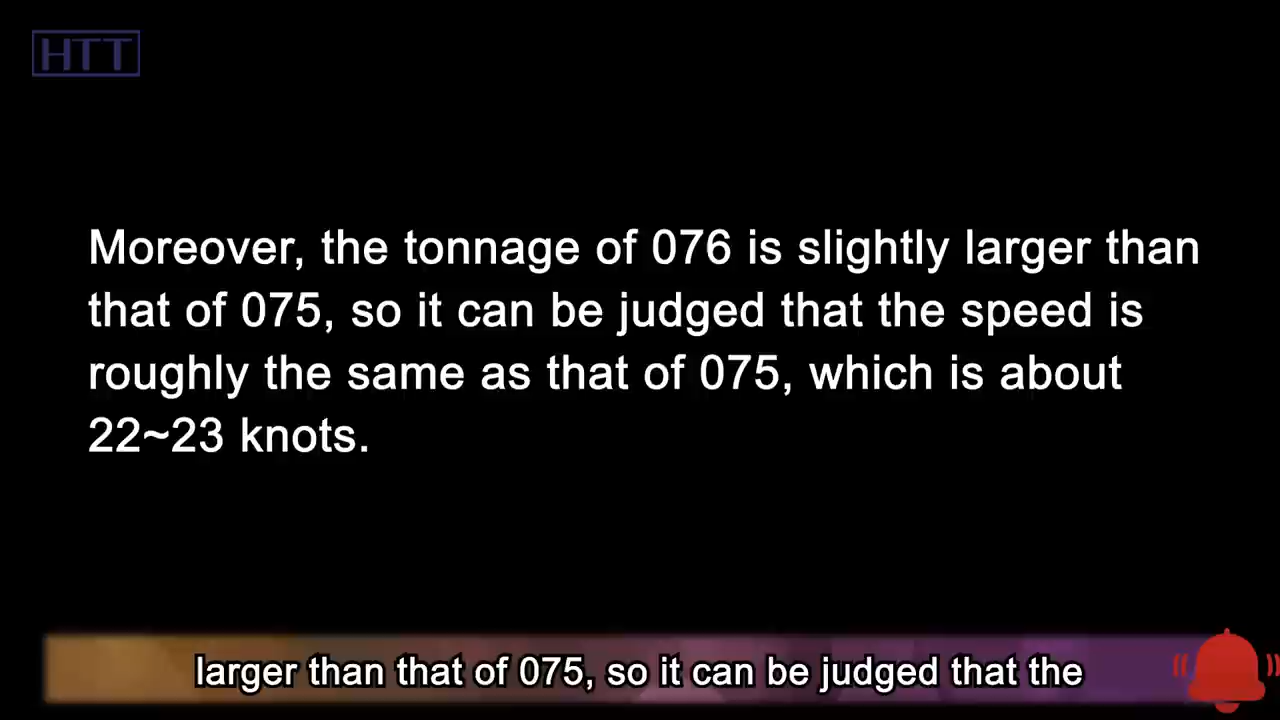 HTT
Moreover, the tonnage of 076 is slightly larger than
that of 075, so it can be judged that the speed is
roughly the same as that of 075, which is about
22~23 knots.
larger than that of 075, so it can be judged that the